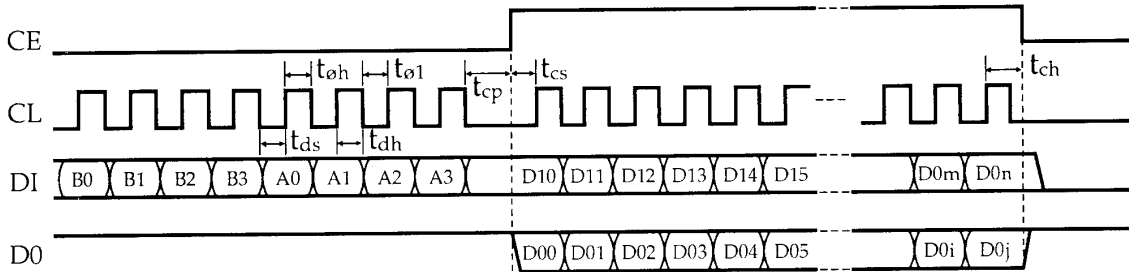 CE
tøh tø1 tcp tcs tch
CL
tds tdh
DI B0 B1 B2 B3 A0 A1 A2 A3 D10 D11 D12 D13 D14 D15 D0m D0n
D0 D00 D01 D02 D03 D04 D05 D0i D0j